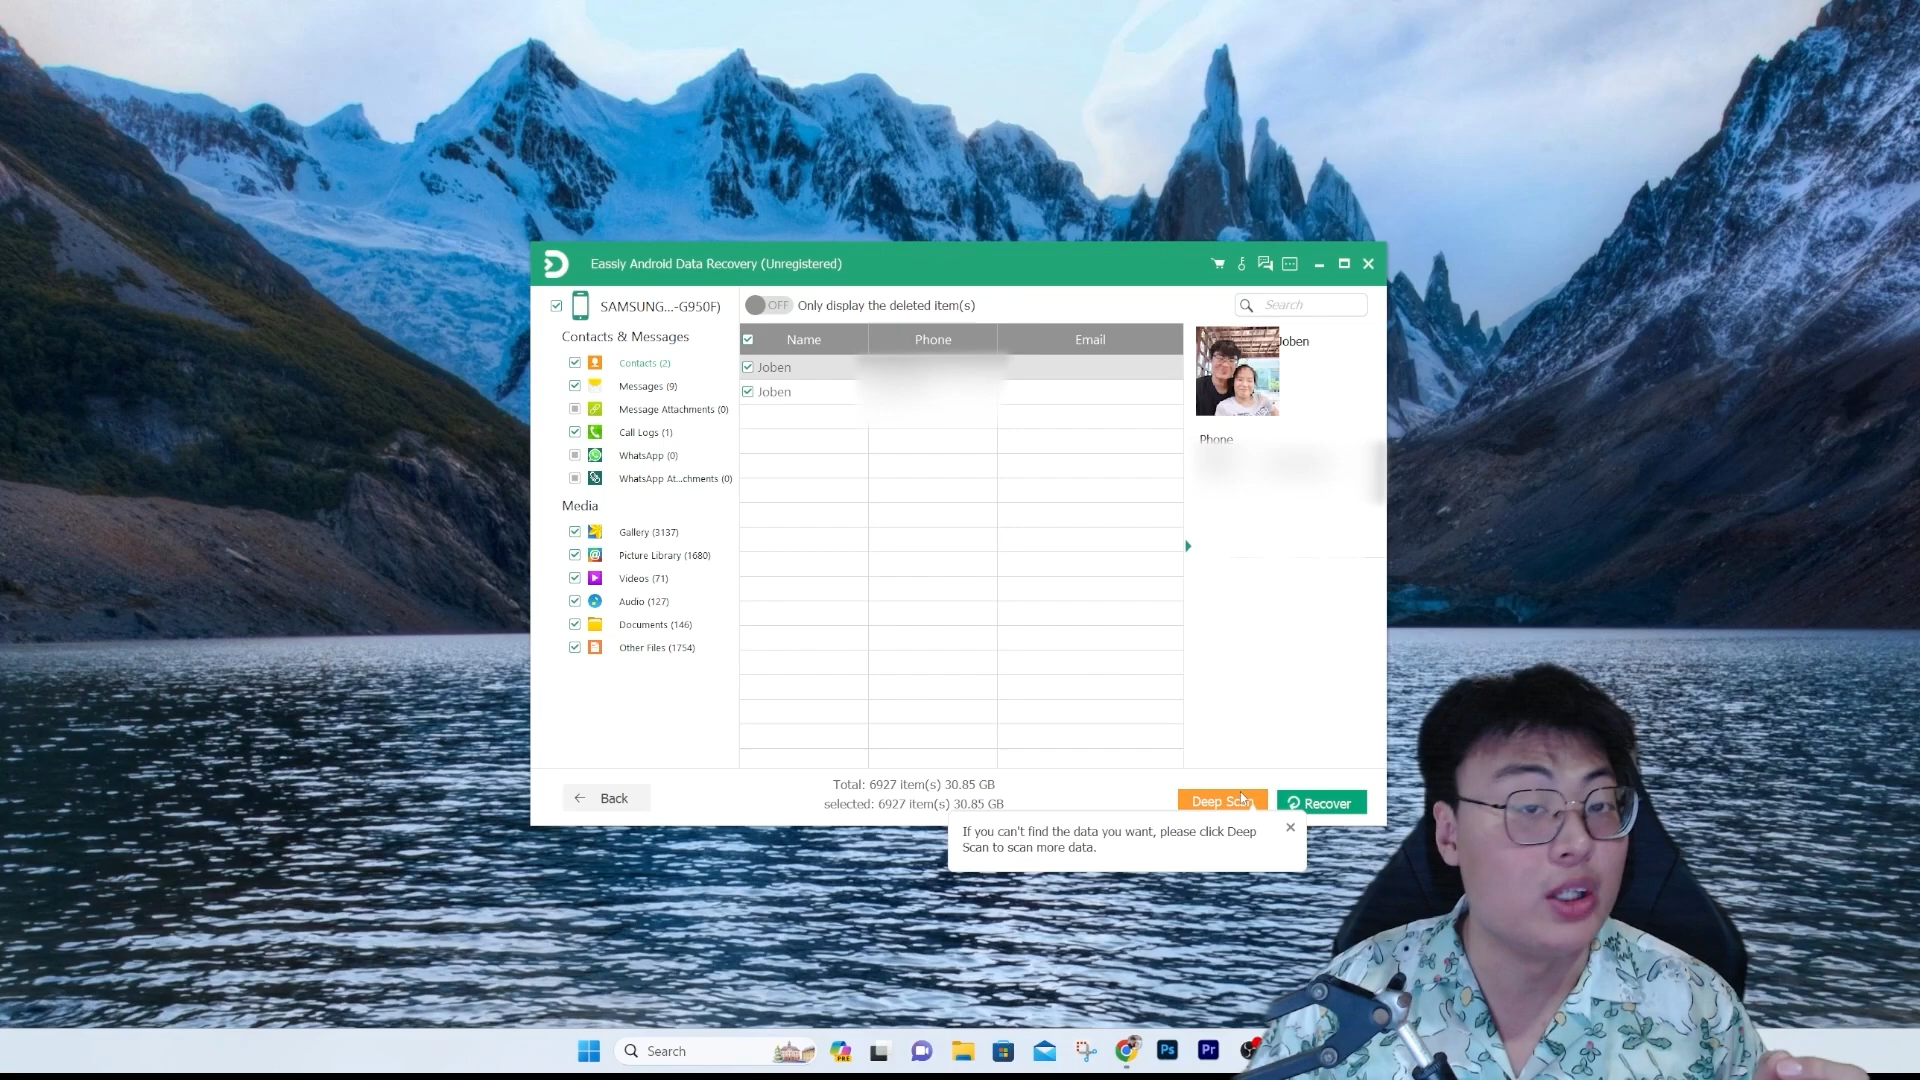 Eassiy Android Data Recovery (Unregistered)
SAMSUNG...-G950F)
OFF Only display the deleted item(s)
Search
Contacts & Messages
Contacts (2)
Messages (9)
Message Attachments (0)
Call Logs (1)
WhatsApp (0)
WhatsApp At...chments (0)
Media
Gallery (3137)
Picture Library (1680)
Videos (71)
Audio (127)
Documents (146)
Other Files (1754)
Name Phone Email
Joben
Joben
Joben
Phone
Back
Total: 6927 item(s) 30.85 GB
selected: 6927 item(s) 30.85 GB
Deep Scan
Recover
If you can't find the data you want, please click Deep
Scan to scan more data.
Search
PRE
Ps
Pr